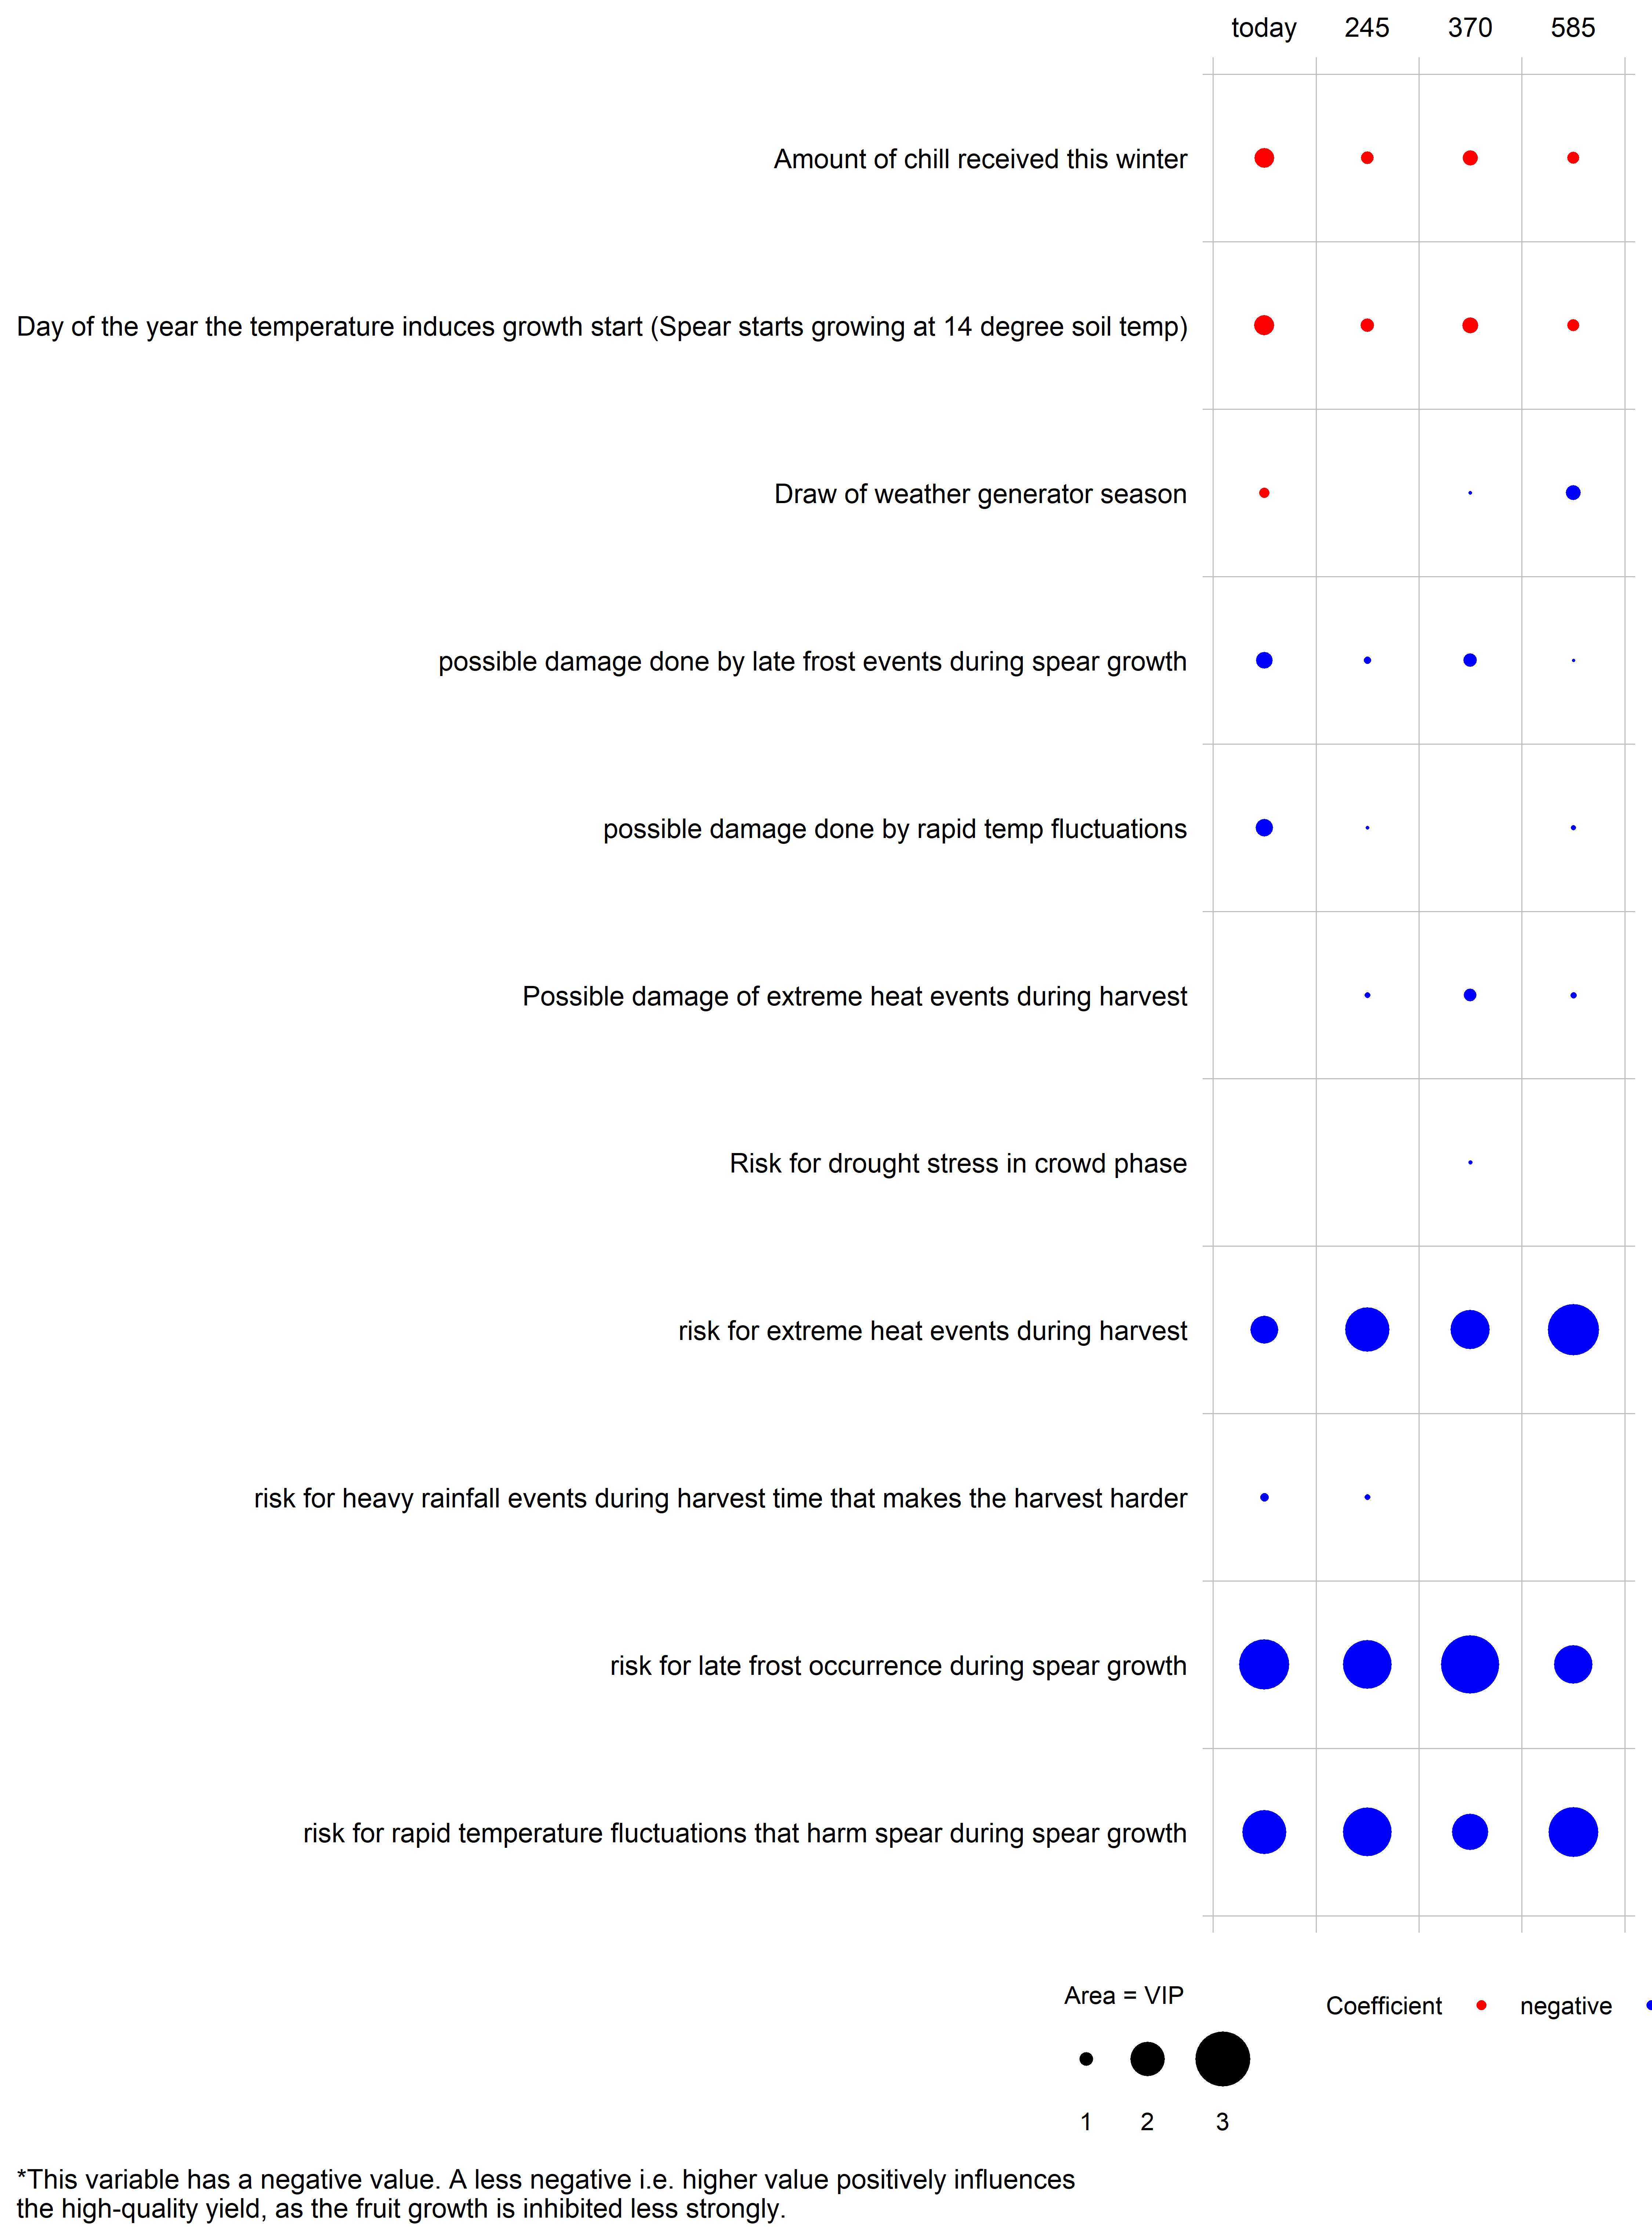 today 245 370 585
Amount of chill received this winter
Day of the year the temperature induces growth start (Spear starts growing at 14 degree soil temp)
Draw of weather generator season
possible damage done by late frost events during spear growth
possible damage done by rapid temp fluctuations
Possible damage of extreme heat events during harvest
Risk for drought stress in crowd phase
risk for extreme heat events during harvest
risk for heavy rainfall events during harvest time that makes the harvest harder
risk for late frost occurrence during spear growth
risk for rapid temperature fluctuations that harm spear during spear growth
Area = VIP
1 2 3
Coefficient negative
*This variable has a negative value. A less negative i.e. higher value positively influences
the high-quality yield, as the fruit growth is inhibited less strongly.